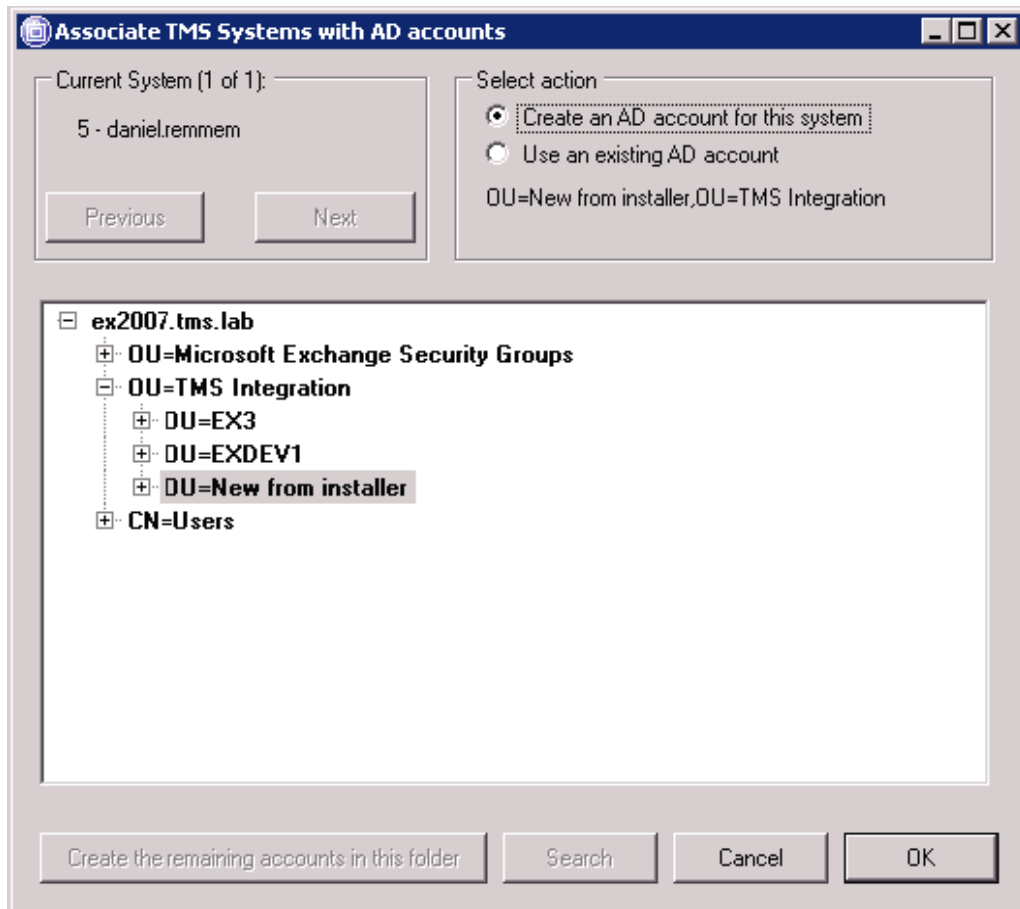 Associate TMS Systems with AD accounts
Current System (1 of 1):
5 - daniel.remmem
Previous
Next
Select action
Create an AD account for this system
Use an existing AD account
OU=New from installer,OU=TMS Integration
ex2007.tms.lab
OU=Microsoft Exchange Security Groups
OU=TMS Integration
OU=EX3
OU=EXDEV1
OU=New from installer
CN=Users
Create the remaining accounts in this folder
Search
Cancel
OK